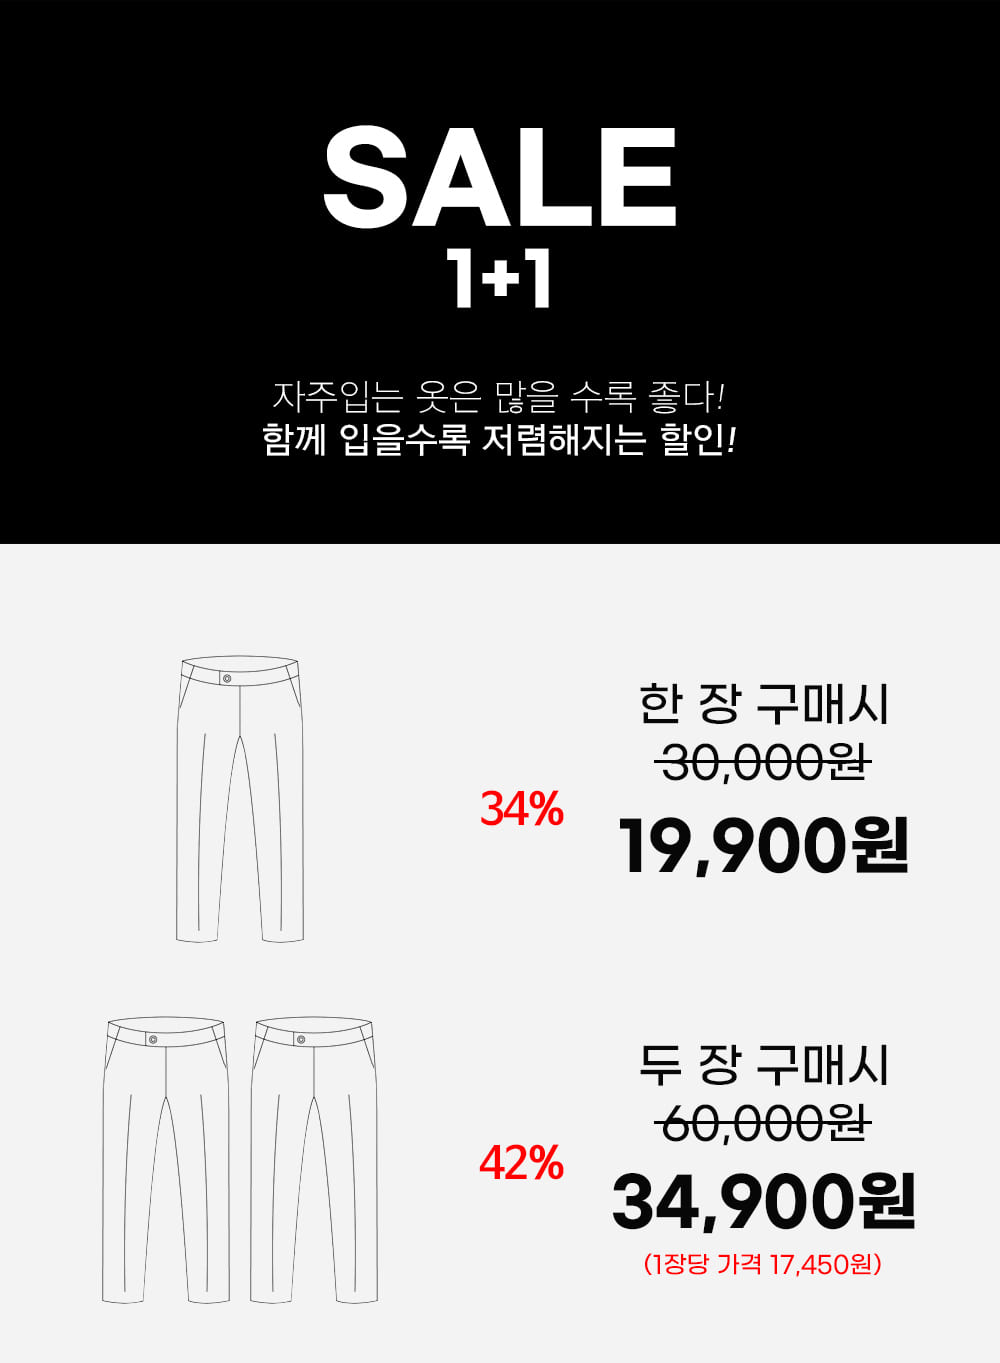 SALE
1+1
자주입는 옷은 많을 수록 좋다!
함께 입을수록 저렴해지는 할인!
한 장 구매시
30,000원
34%
19,900원
두 장 구매시
60,000원
42%
34,900원
(1장당 가격 17,450원)